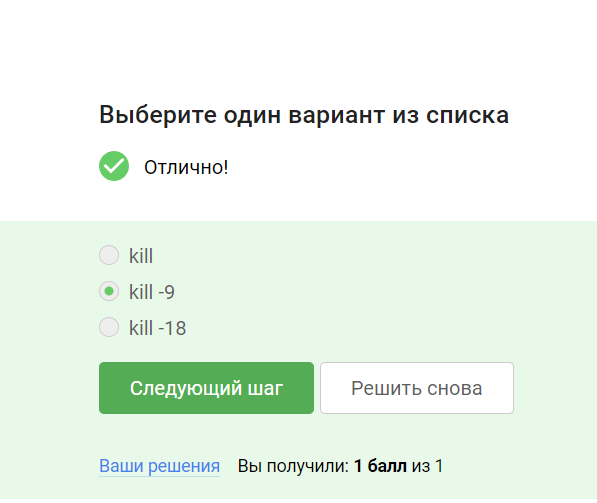 Выберите один вариант из списка
Отлично!
kill
kill -9
kill -18
Следующий шаг
Решить снова
Ваши решения
Вы получили: 1 балл из 1